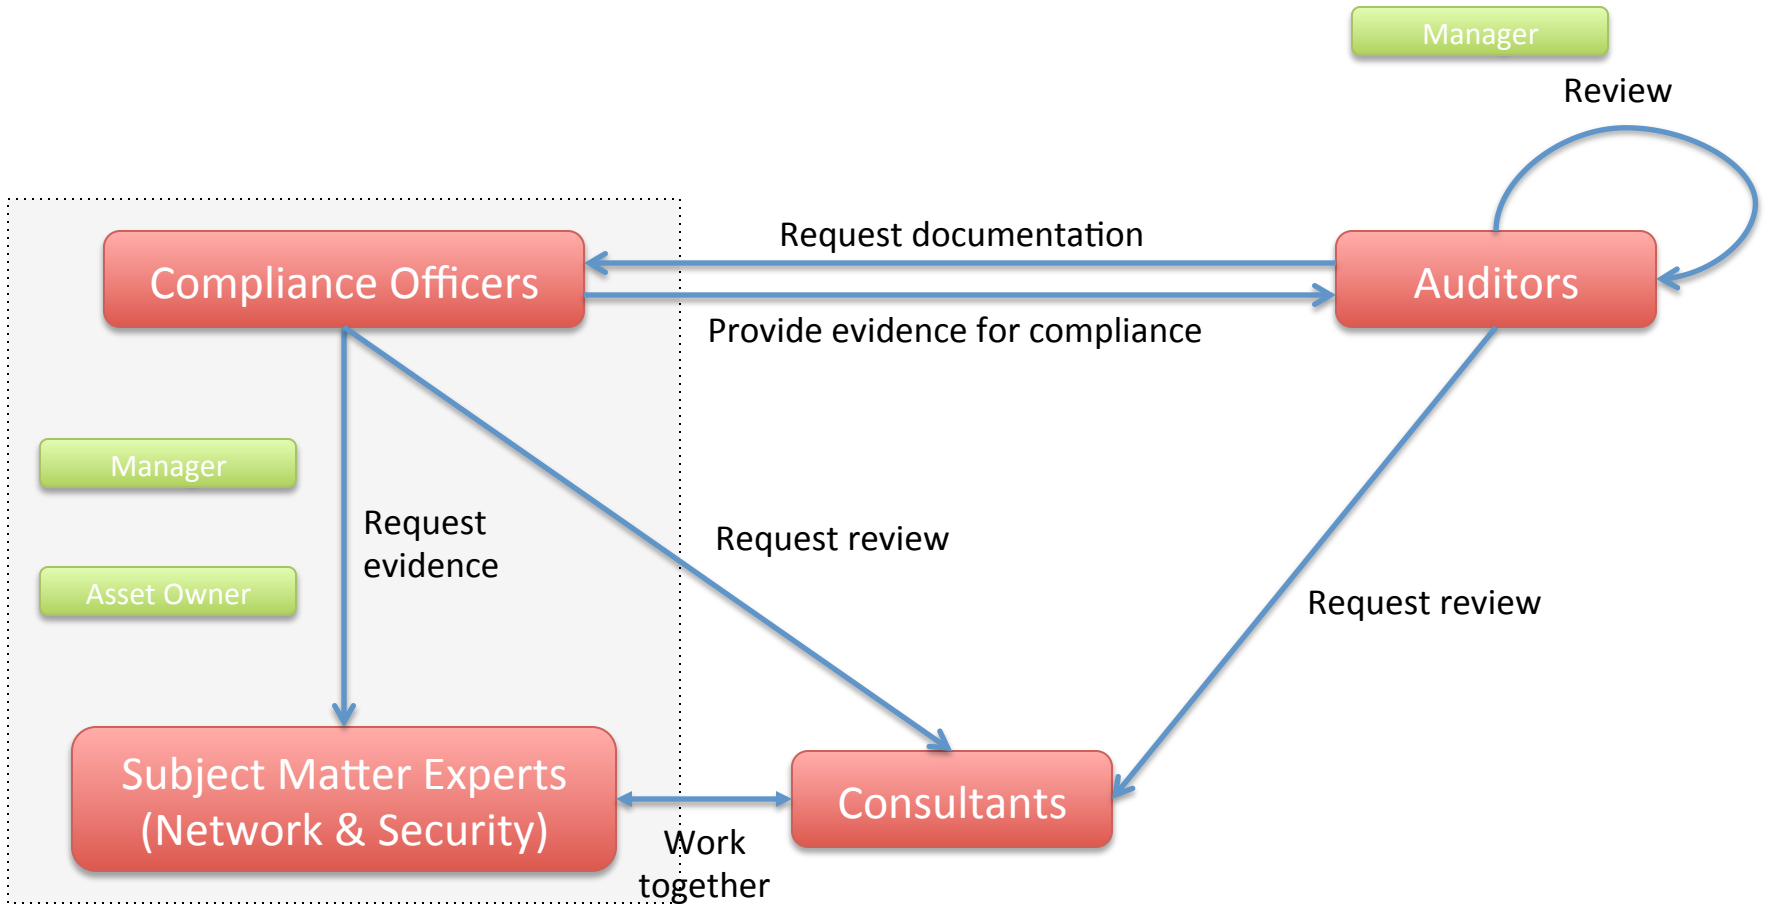 Manager
Review
Request documentation
Compliance Officers
Auditors
Provide evidence for compliance
Manager
Request
evidence
Request review
Asset Owner
Request review
Subject Matter Experts
(Network & Security)
Consultants
Work
together